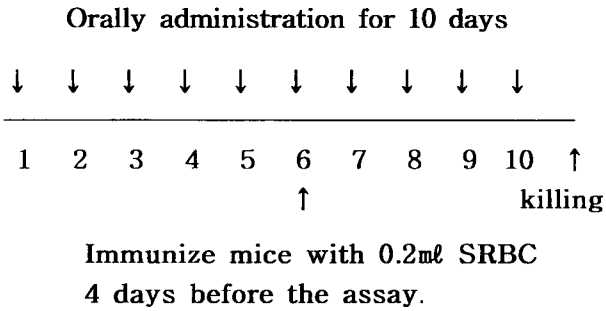 Orally administration for 10 days
↓ ↓ ↓ ↓ ↓ ↓ ↓ ↓ ↓ ↓
1 2 3 4 5 6 7 8 9 10 ↑
↑ killing
Immunize mice with 0.2㎖ SRBC
4 days before the assay.